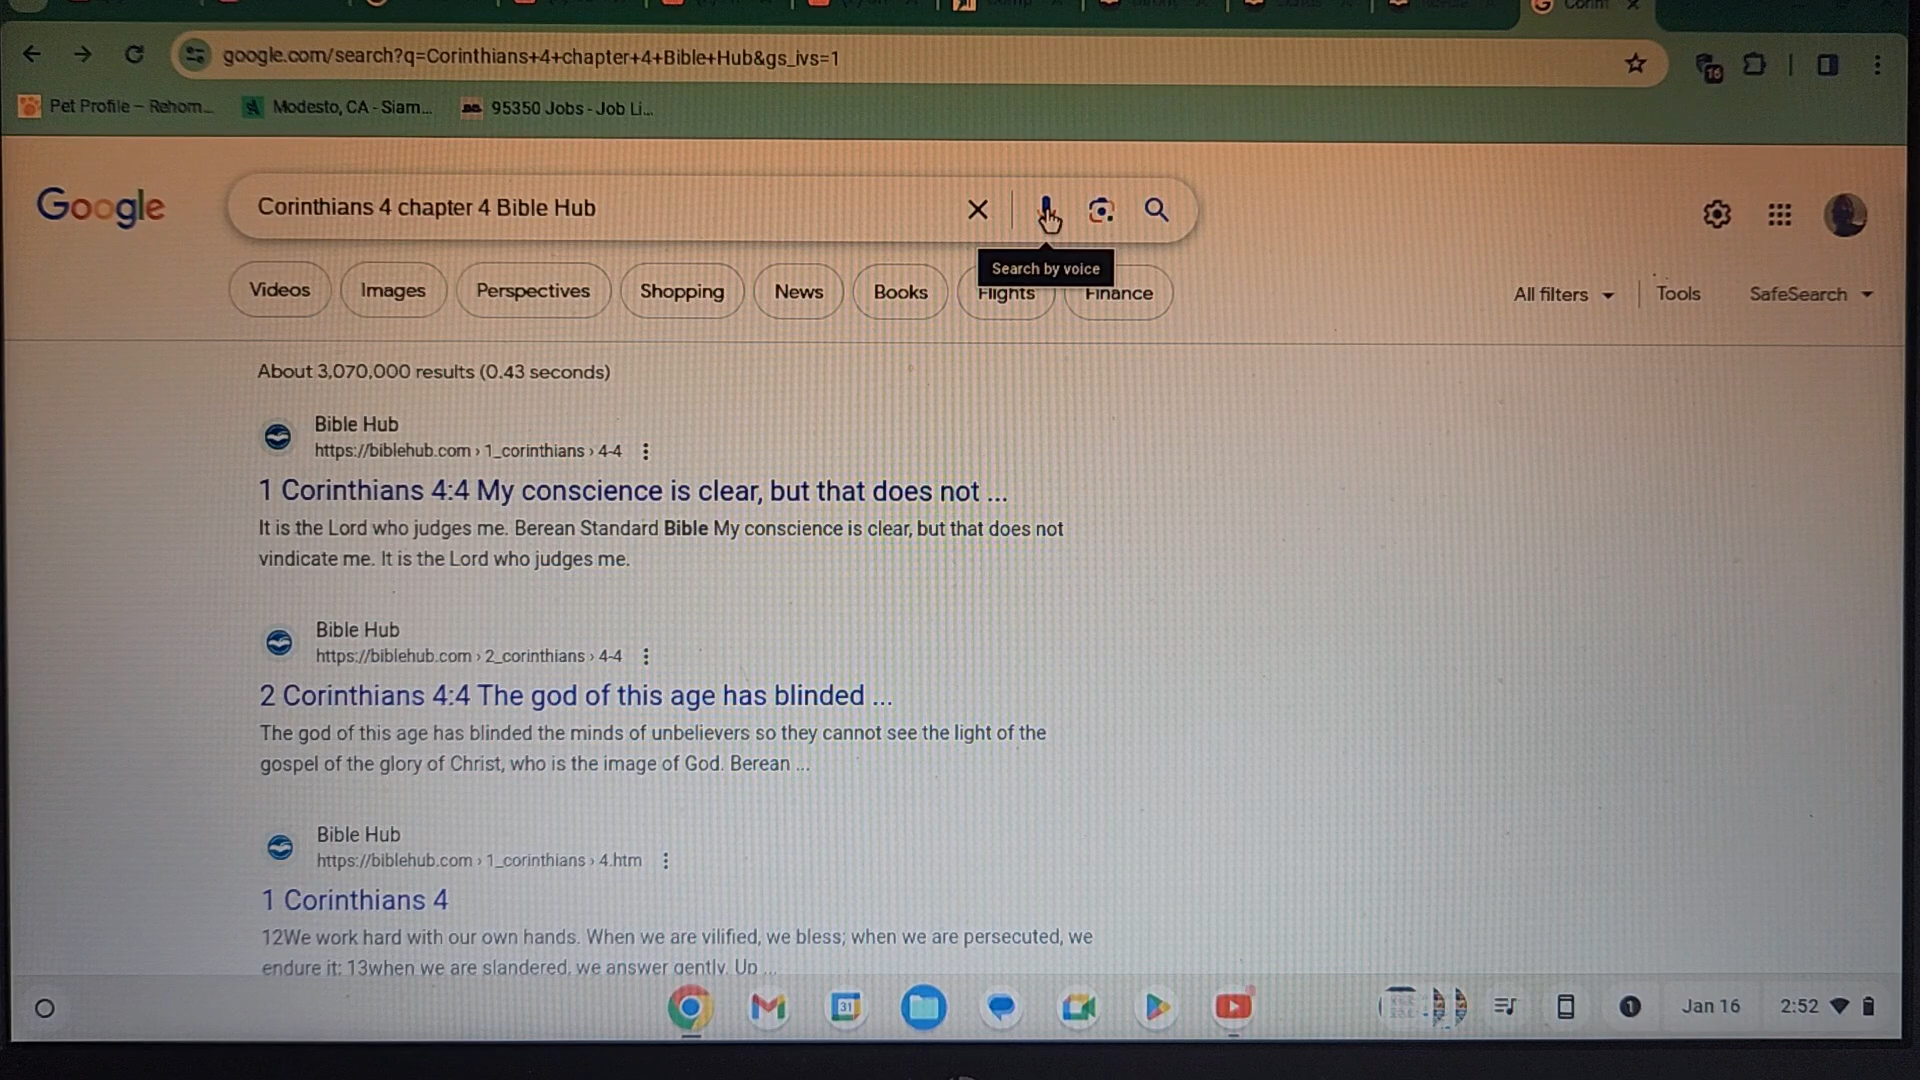 google.com/search?q=Corinthians+4+chapter+4+Bible+Hub&gs_ivs=1
16
Pet Profile – Rehom...
Modesto, CA - Siam...
95350 Jobs - Job Li...
Google
Corinthians 4 chapter 4 Bible Hub
Search by voice
Videos
Images
Perspectives
Shopping
News
Books
Flights
Finance
All filters
Tools
SafeSearch
About 3,070,000 results (0.43 seconds)
Bible Hub
https://biblehub.com › 1_corinthians › 4-4
1 Corinthians 4:4 My conscience is clear, but that does not ...
It is the Lord who judges me. Berean Standard Bible My conscience is clear, but that does not
vindicate me. It is the Lord who judges me.
Bible Hub
https://biblehub.com › 2_corinthians › 4-4
2 Corinthians 4:4 The god of this age has blinded ...
The god of this age has blinded the minds of unbelievers so they cannot see the light of the
gospel of the glory of Christ, who is the image of God. Berean ...
Bible Hub
https://biblehub.com › 1_corinthians › 4.htm
1 Corinthians 4
12We work hard with our own hands. When we are vilified, we bless; when we are persecuted, we
endure it; 13when we are slandered, we answer gently. Up ...
31
1
Jan 16
2:52